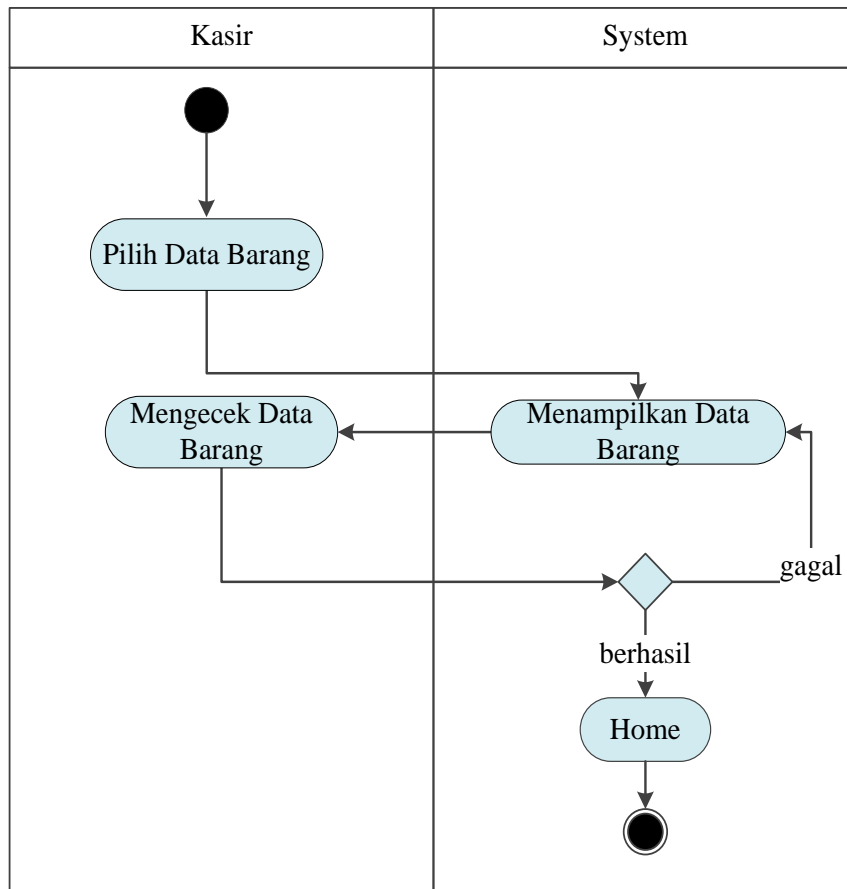 Kasir
System
Pilih Data Barang
Mengecek Data
Barang
Menampilkan Data
Barang
gagal
berhasil
Home